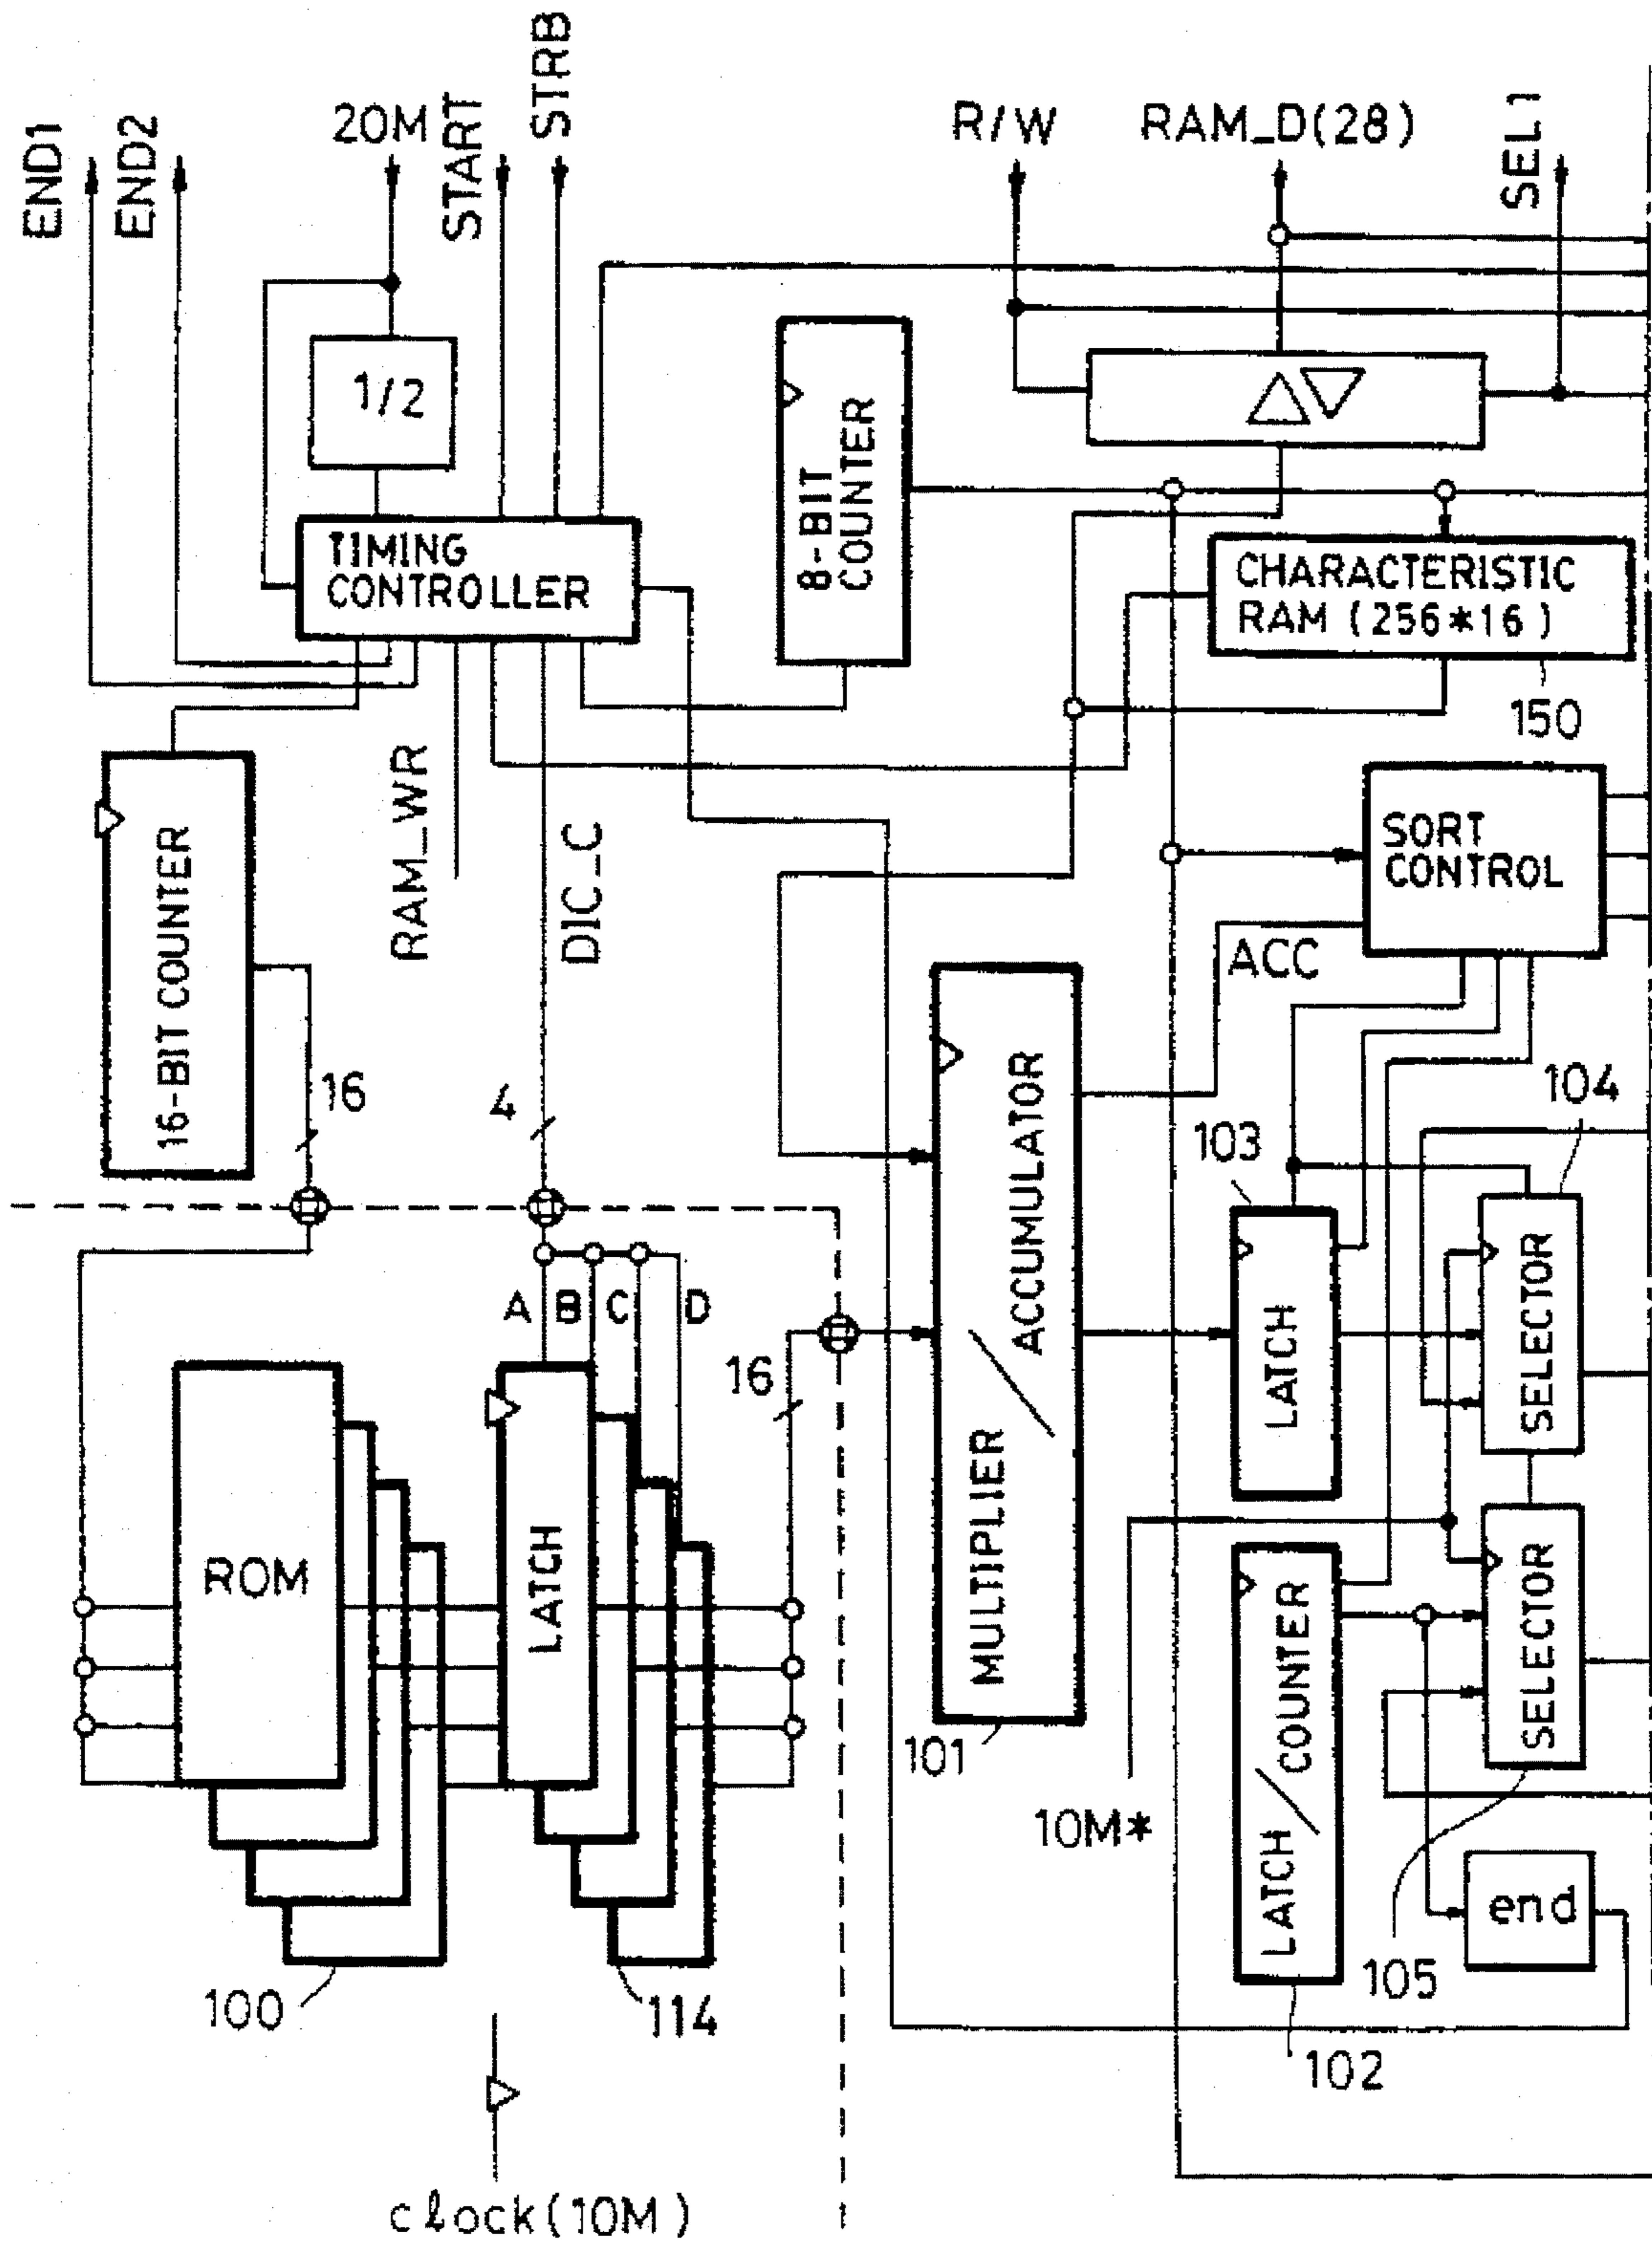 END1
END2
20M
START
STRB
R/W
RAM_D(28)
SEL1
1/2
8-BIT
COUNTER
TIMING
CONTROLLER
CHARACTERISTIC
RAM (256*16)
150
16-BIT COUNTER
RAM_WR
DIC_C
SORT
CONTROL
ACC
16
4
103
104
A
B
C
D
16
MULTIPLIER
/
ACCUMULATOR
LATCH
SELECTOR
ROM
LATCH
SELECTOR
101
10M*
LATCH
/
COUNTER
end
105
100
114
102
clock(10M)